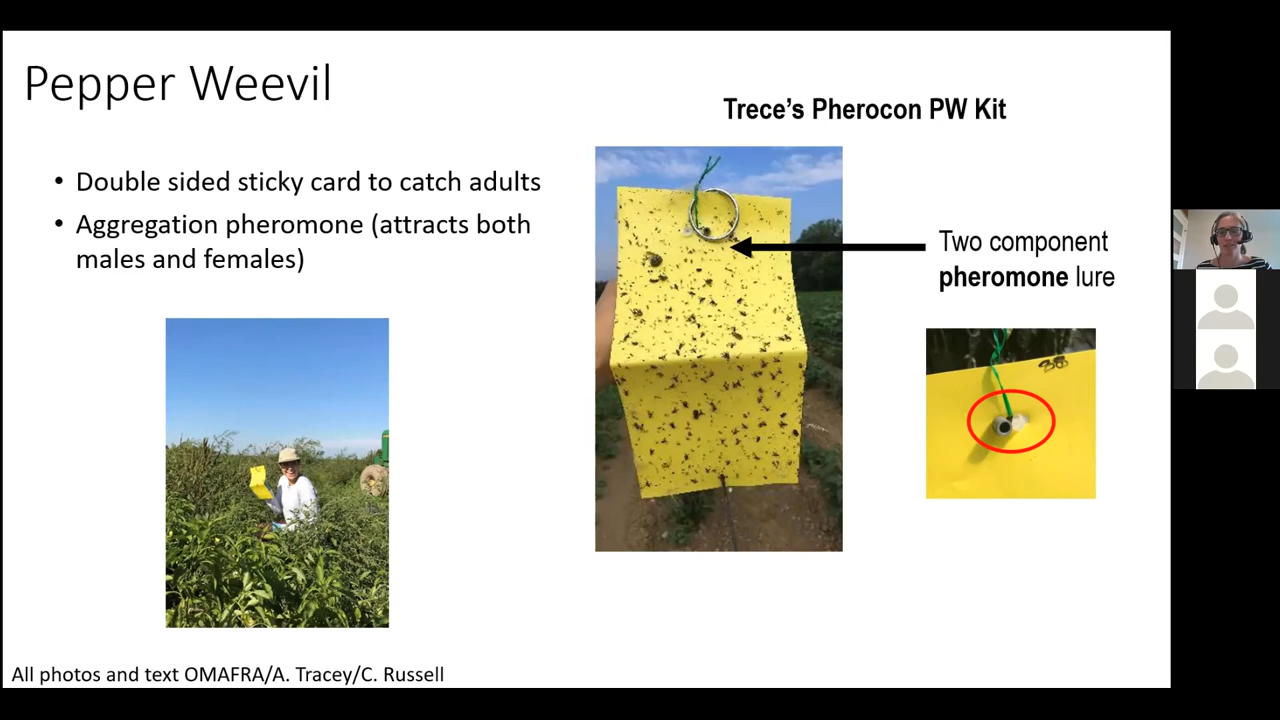 Pepper Weevil
• Double sided sticky card to catch adults
• Aggregation pheromone (attracts both
males and females)
Trece's Pherocon PW Kit
Two component
pheromone lure
All photos and text OMAFRA/A. Tracey/C. Russell